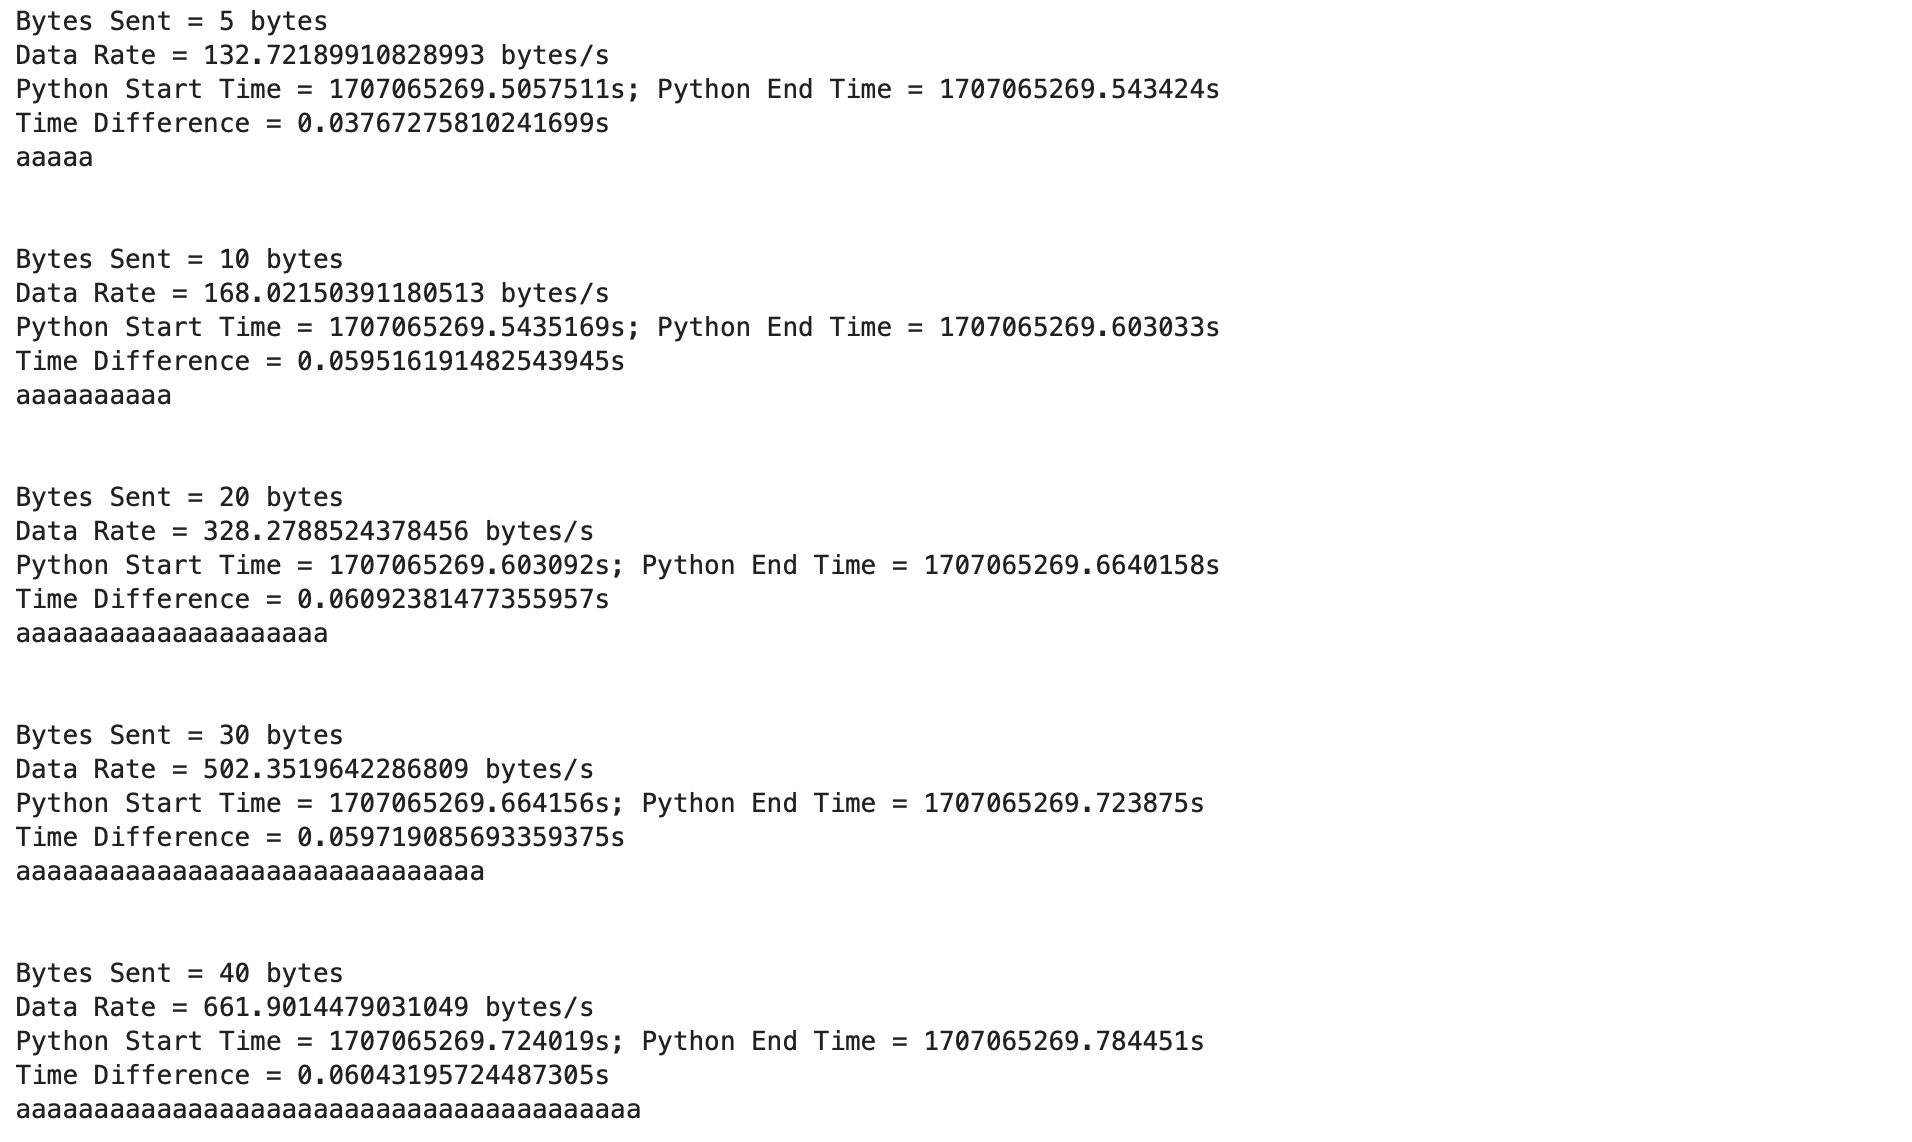 Bytes Sent = 5 bytes
Data Rate = 132.72189910828993 bytes/s
Python Start Time = 1707065269.5057511s; Python End Time = 1707065269.543424s
Time Difference = 0.03767275810241699s
aaaaa
Bytes Sent = 10 bytes
Data Rate = 168.02150391180513 bytes/s
Python Start Time = 1707065269.5435169s; Python End Time = 1707065269.603033s
Time Difference = 0.059516191482543945s
aaaaaaaaaa
Bytes Sent = 20 bytes
Data Rate = 328.2788524378456 bytes/s
Python Start Time = 1707065269.603092s; Python End Time = 1707065269.6640158s
Time Difference = 0.06092381477355957s
aaaaaaaaaaaaaaaaaaaa
Bytes Sent = 30 bytes
Data Rate = 502.3519642286809 bytes/s
Python Start Time = 1707065269.664156s; Python End Time = 1707065269.723875s
Time Difference = 0.059719085693359375s
aaaaaaaaaaaaaaaaaaaaaaaaaaaaaa
Bytes Sent = 40 bytes
Data Rate = 661.9014479031049 bytes/s
Python Start Time = 1707065269.724019s; Python End Time = 1707065269.784451s
Time Difference = 0.06043195724487305s
aaaaaaaaaaaaaaaaaaaaaaaaaaaaaaaaaaaaaaaa